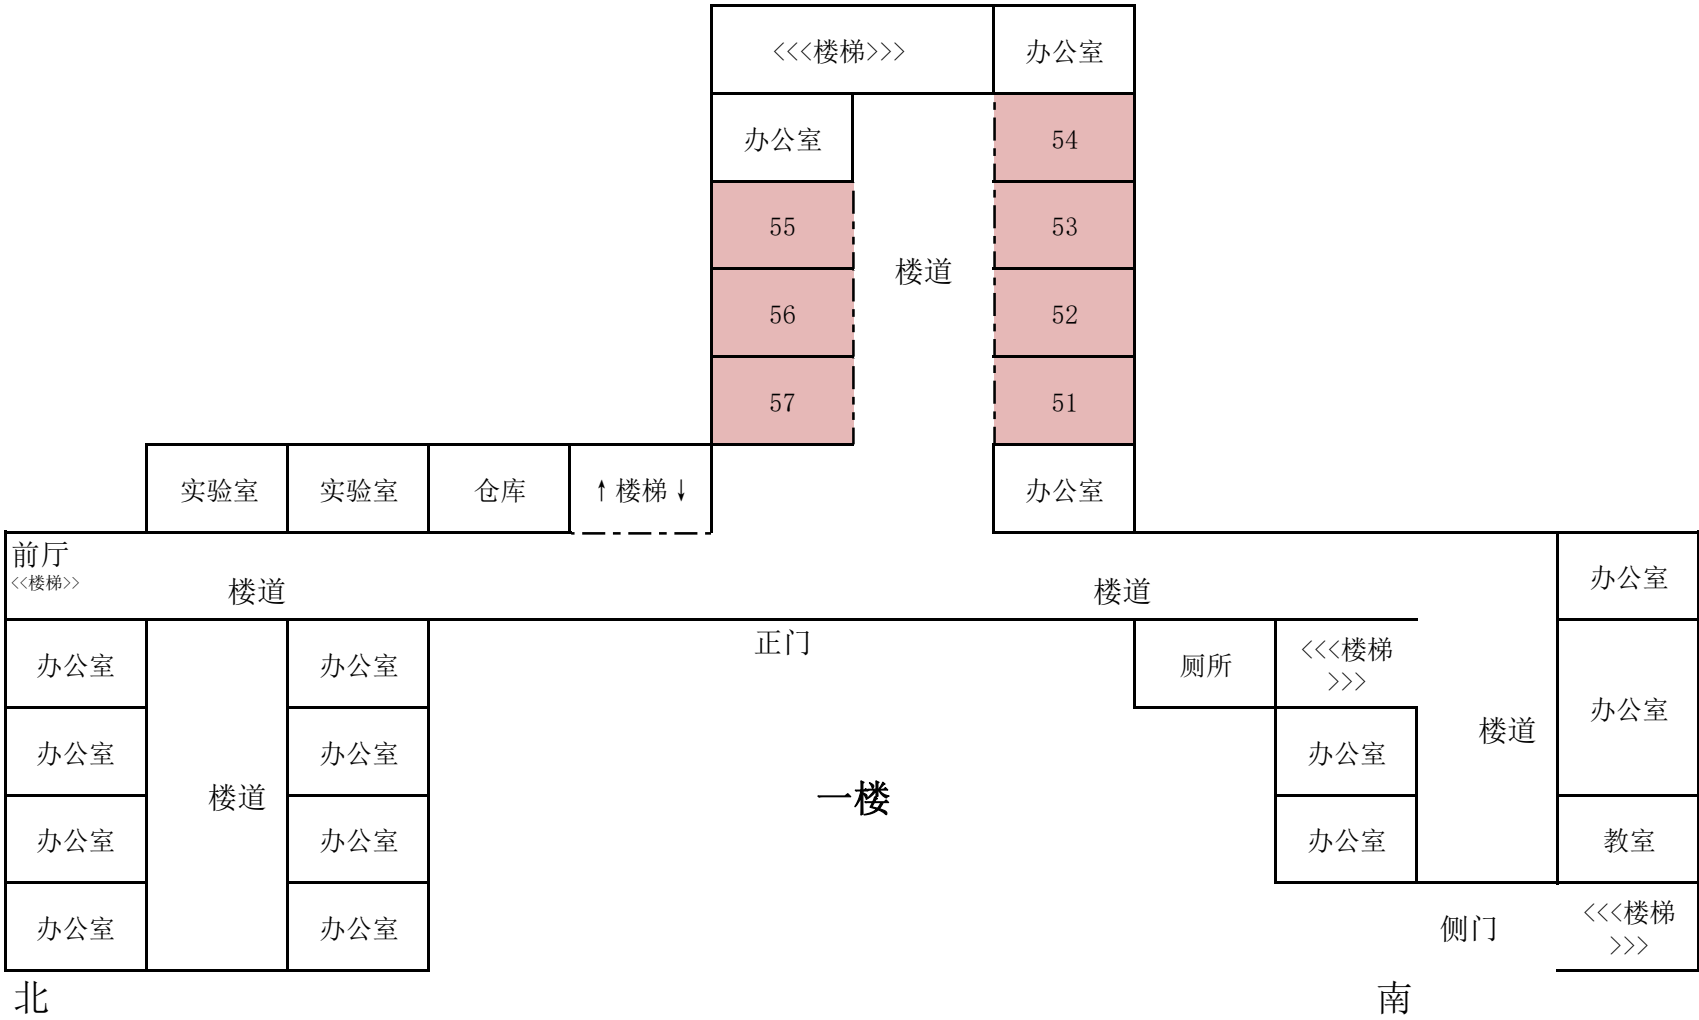 <<<楼梯>>>
办公室
办公室
54
55
53
楼道
56
52
57
51
实验室
实验室
仓库
↑楼梯↓
办公室
前厅
<<楼梯>>
楼道
楼道
办公室
正门
办公室
办公室
厕所
<<<楼梯
>>>
办公室
楼道
办公室
办公室
办公室
楼道
一楼
办公室
办公室
办公室
教室
办公室
办公室
侧门
<<<楼梯
>>>
北
南